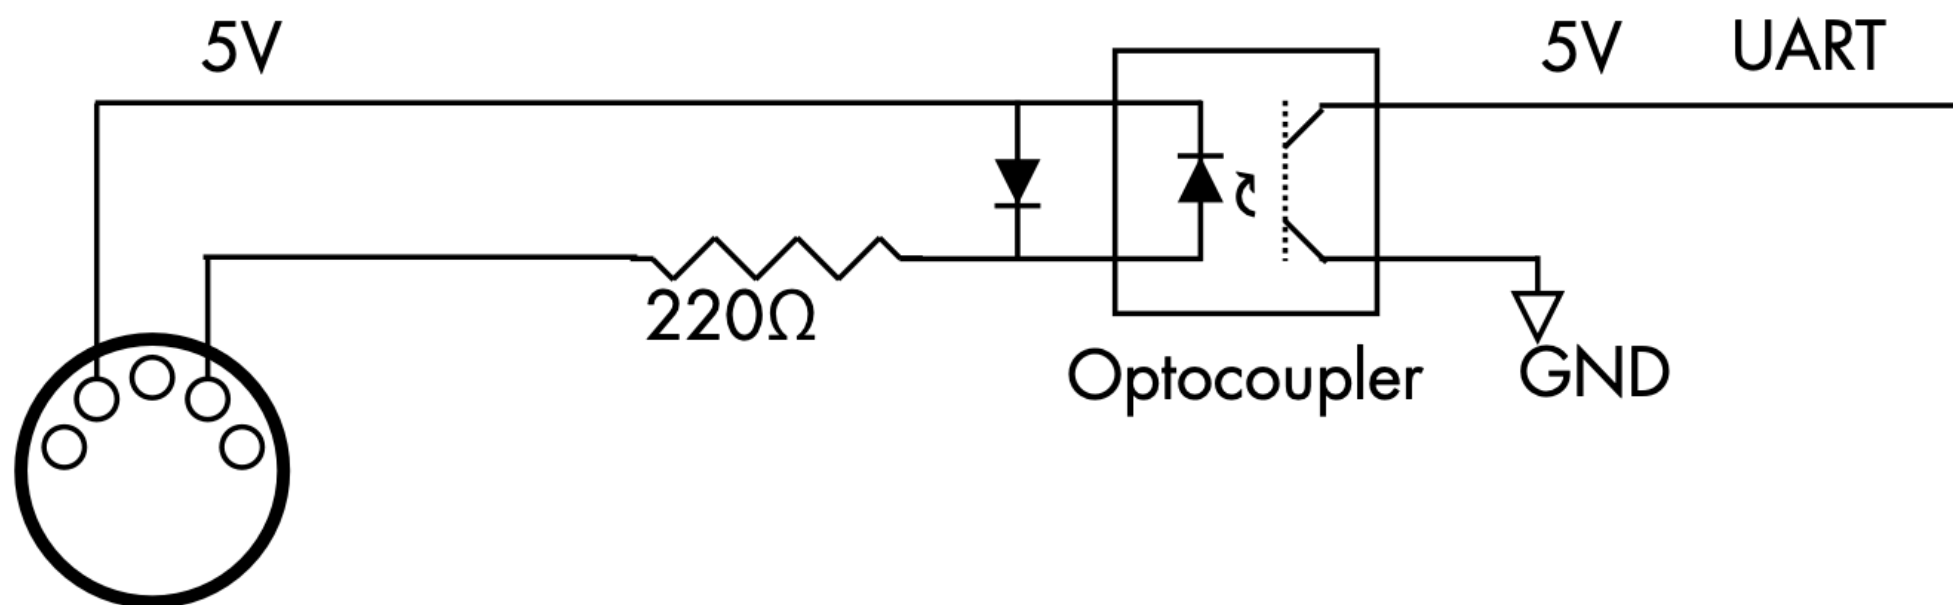 5V
5V UART
220Ω
Optocoupler
GND